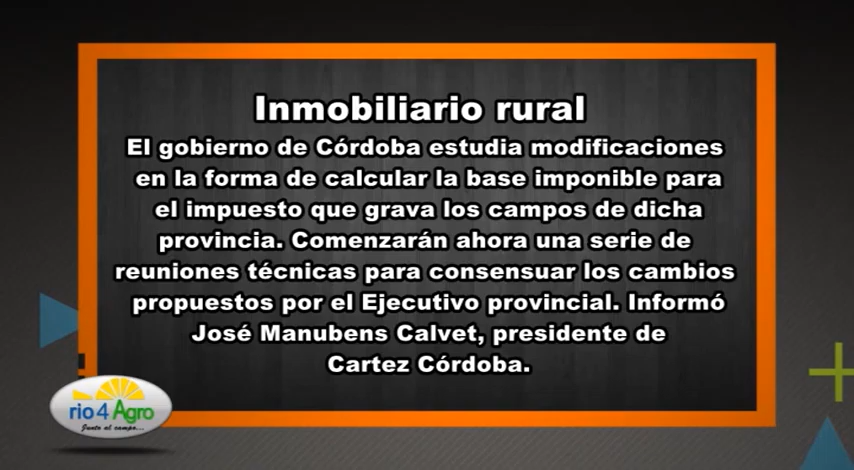 Inmobiliario rural
El gobierno de Córdoba estudia modificaciones
en la forma de calcular la base imponible para
el impuesto que grava los campos de dicha
provincia. Comenzarán ahora una serie de
reuniones técnicas para consensuar los cambios
propuestos por el Ejecutivo provincial. Informó
José Manubens Calvet, presidente de
Cartez Córdoba.
rio 4 Agro
Junto al campo...